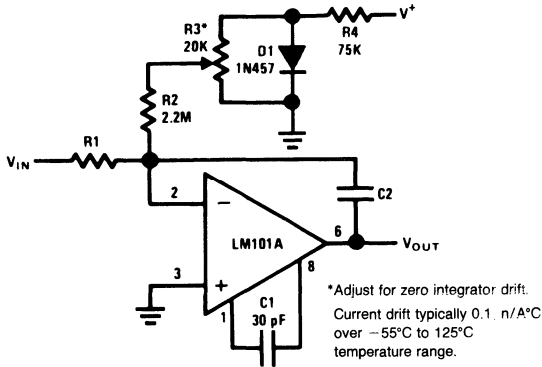 R3*
20K
D1
1N457
R4
75K
V+
R2
2.2M
R1
VIN
2
−
LM101A
3
+
6
8
1
C1
30 pF
C2
VOUT
*Adjust for zero integrator drift.
Current drift typically 0.1 n/A°C
over −55°C to 125°C
temperature range.